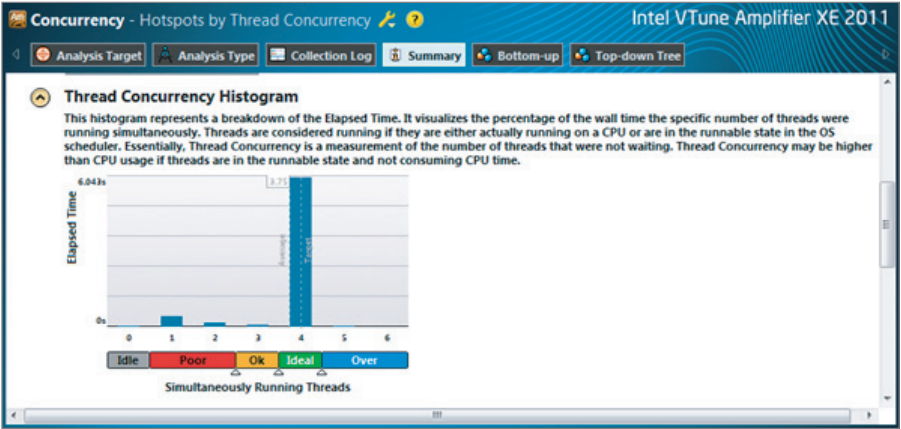 Concurrency - Hotspots by Thread Concurrency ? Intel VTune Amplifier XE 2011
Analysis Target Analysis Type Collection Log Summary Bottom-up Top-down Tree
Thread Concurrency Histogram
This histogram represents a breakdown of the Elapsed Time. It visualizes the percentage of the wall time the specific number of threads were
running simultaneously. Threads are considered running if they are either actually running on a CPU or are in the runnable state in the OS
scheduler. Essentially, Thread Concurrency is a measurement of the number of threads that were not waiting. Thread Concurrency may be higher
than CPU usage if threads are in the runnable state and not consuming CPU time.
6.043s
3.75
Elapsed Time
Average
Target
0s
0 1 2 3 4 5 6
Idle Poor Ok Ideal Over
Simultaneously Running Threads